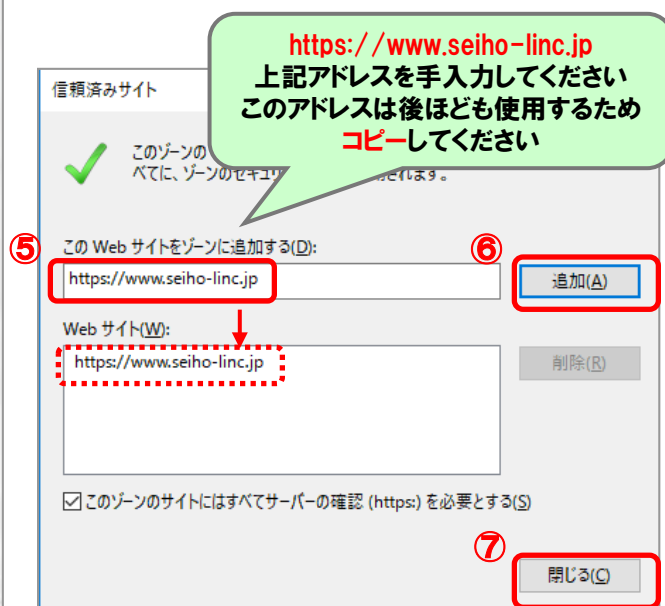 https://www.seiho-linc.jp
上記アドレスを手入力してください
このアドレスは後ほども使用するため
コピーしてください
信頼済みサイト
このゾーンの
べてに、ゾーンのセキュリ されます。
⑤
この Web サイトをゾーンに追加する(D):
⑥
https://www.seiho-linc.jp
追加(A)
Web サイト(W):
https://www.seiho-linc.jp
削除(R)
このゾーンのサイトにはすべてサーバーの確認 (https:) を必要とする(S)
⑦
閉じる(C)